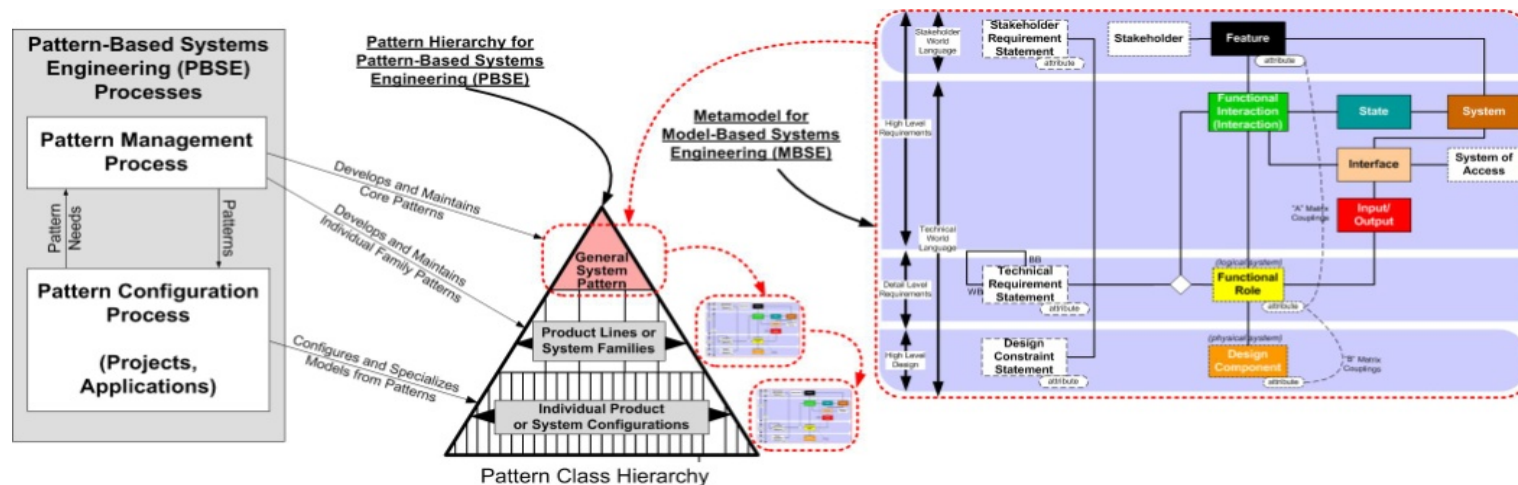 Pattern-Based Systems
Engineering (PBSE)
Processes
Pattern Management
Process
Pattern
Needs
Patterns
Pattern Configuration
Process
(Projects,
Applications)
Develops and Maintains
Core Patterns
Develops and Maintains
Individual Family Patterns
Configures and Specializes
Models from Patterns
Pattern Hierarchy for
Pattern-Based Systems
Engineering (PBSE)
General
System
Pattern
Product Lines or
System Families
Individual Product
or System Configurations
Pattern Class Hierarchy
Metamodel for
Model-Based Systems
Engineering (MBSE)
Stakeholder
World
Language
High Level
Requirements
Technical
World
Language
Detail Level
Requirements
High Level
Design
Stakeholder
Requirement
Statement
attribute
Stakeholder
Feature
attribute
Functional
Interaction
(Interaction)
State
System
Interface
System of
Access
Input/
Output
"A" Matrix
Couplings
BB
WB
Technical
Requirement
Statement
attribute
(logical system)
Functional
Role
attribute
Design
Constraint
Statement
attribute
(physical system)
Design
Component
attribute
"B" Matrix
Couplings